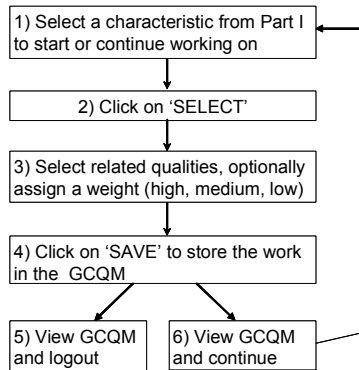 1) Select a characteristic from Part I
to start or continue working on
2) Click on ‘SELECT’
3) Select related qualities, optionally
assign a weight (high, medium, low)
4) Click on ‘SAVE’ to store the work
in the GCQM
5) View GCQM
and logout
6) View GCQM
and continue